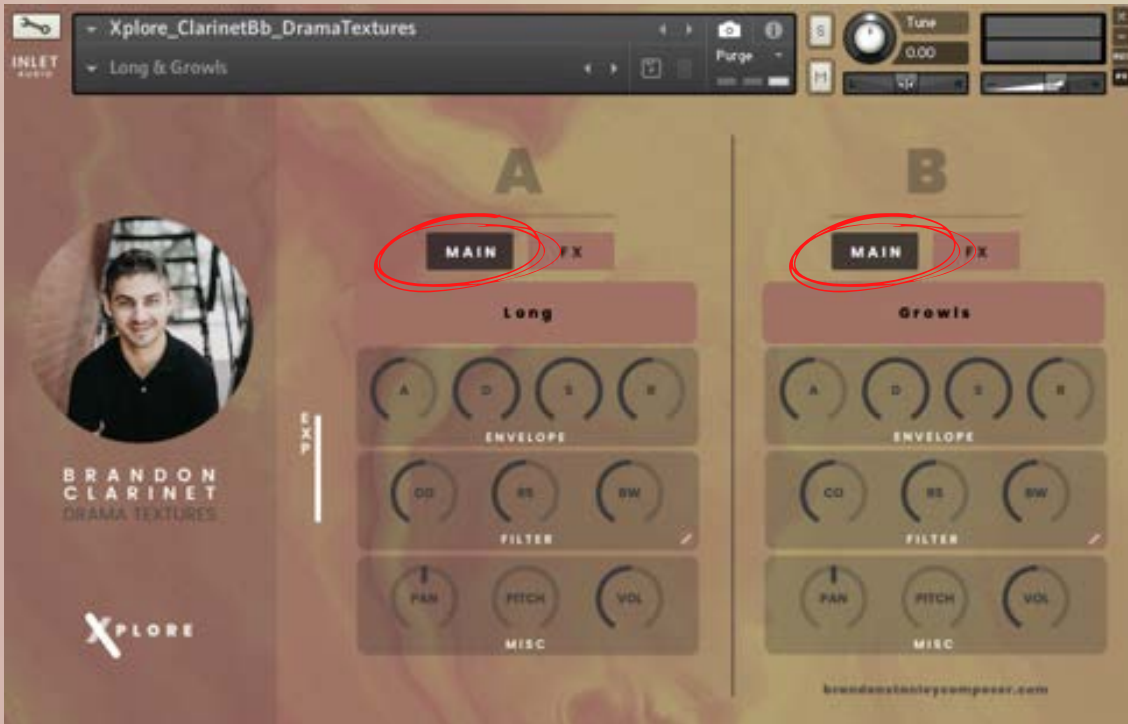 Xplore_ClarinetBb_DramaTextures
INLET
AUDIO
Long & Growls
Purge
S
M
Tune
0.00
L
R
A
B
MAIN
FX
MAIN
FX
Long
Growls
A
D
S
R
ENVELOPE
A
D
S
R
ENVELOPE
EXP
BRANDON
CLARINET
DRAMA TEXTURES
CO
RS
BW
FILTER
CO
RS
BW
FILTER
PAN
PITCH
VOL
MISC
PAN
PITCH
VOL
MISC
XPLORE
brandonstanleycomposer.com